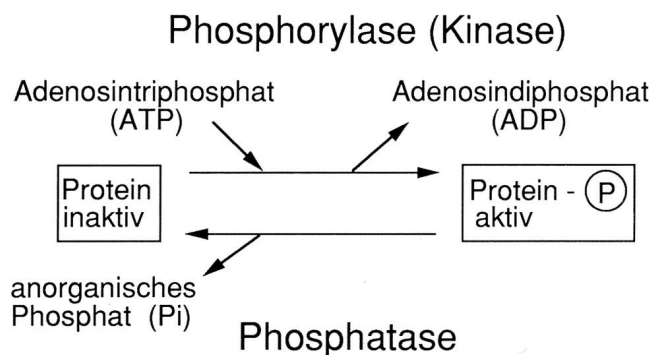 Phosphorylase (Kinase)
Adenosintriphosphat
(ATP)
Adenosindiphosphat
(ADP)
Protein
inaktiv
Protein - P
aktiv
anorganisches
Phosphat (Pi)
Phosphatase